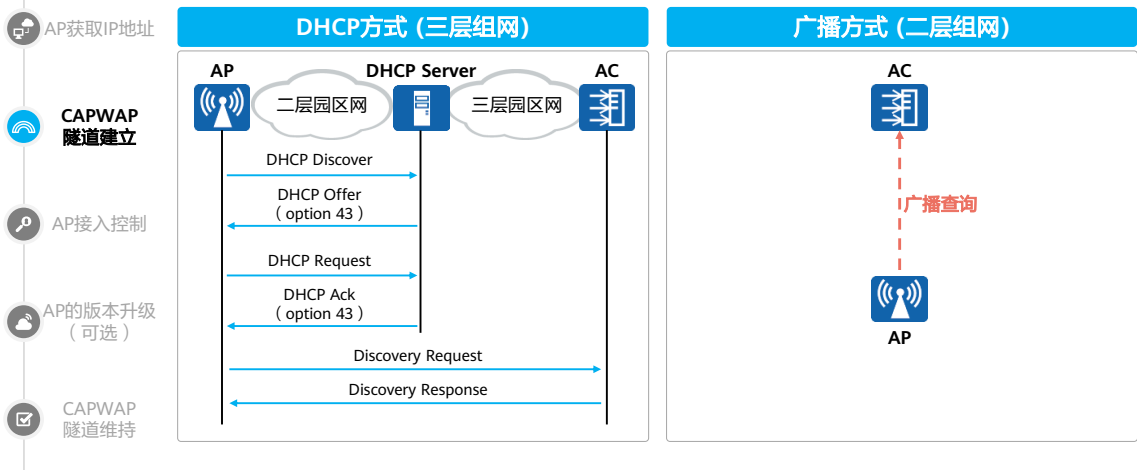 AP获取IP地址
CAPWAP
隧道建立
AP接入控制
AP的版本升级
（可选）
CAPWAP
隧道维持
DHCP方式 (三层组网)
AP
DHCP Server
AC
二层园区网
三层园区网
DHCP Discover
DHCP Offer
（option 43）
DHCP Request
DHCP Ack
（option 43）
Discovery Request
Discovery Response
广播方式 (二层组网)
AC
广播查询
AP